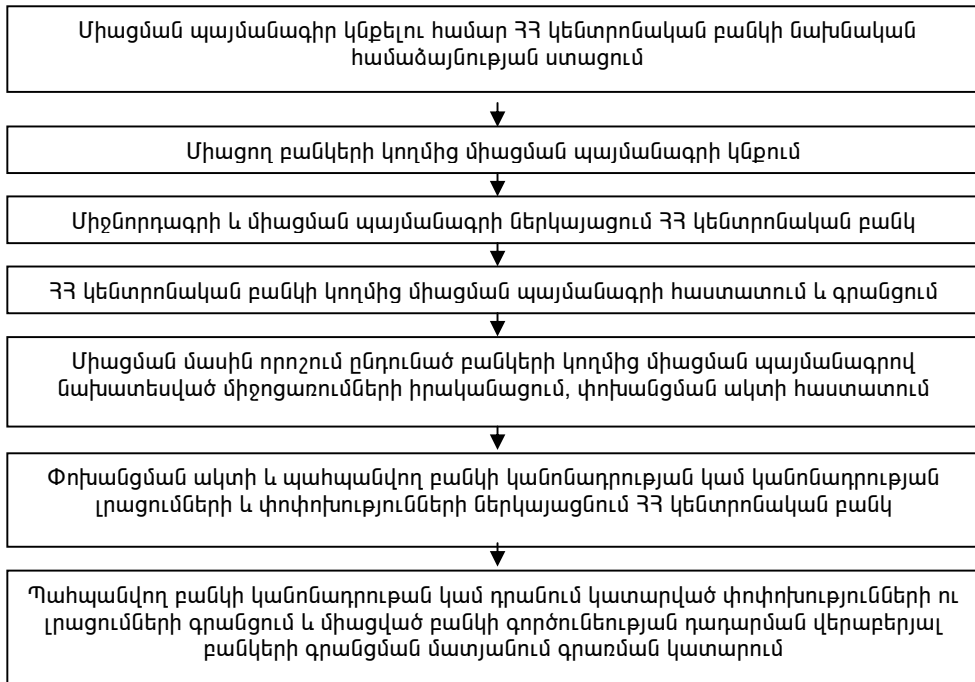 Միացման պայմանագիր կնքելու համար ՀՀ կենտրոնական բանկի նախնական
համաձայնության ստացում
Միացող բանկերի կողմից միացման պայմանագրի կնքում
Միջնորդագրի և միացման պայմանագրի ներկայացում ՀՀ կենտրոնական բանկ
ՀՀ կենտրոնական բանկի կողմից միացման պայմանագրի հաստատում և գրանցում
Միացման մասին որոշում ընդունած բանկերի կողմից միացման պայմանագրով
նախատեսված միջոցառումների իրականացում, փոխանցման ակտի հաստատում
Փոխանցման ակտի և պահպանվող բանկի կանոնադրության կամ կանոնադրության
լրացումների և փոփոխությունների ներկայացնում ՀՀ կենտրոնական բանկ
Պահպանվող բանկի կանոնադրութան կամ դրանում կատարված փոփոխությունների ու
լրացումների գրանցում և միացված բանկի գործունեության դադարման վերաբերյալ
բանկերի գրանցման մատյանում գրառման կատարում